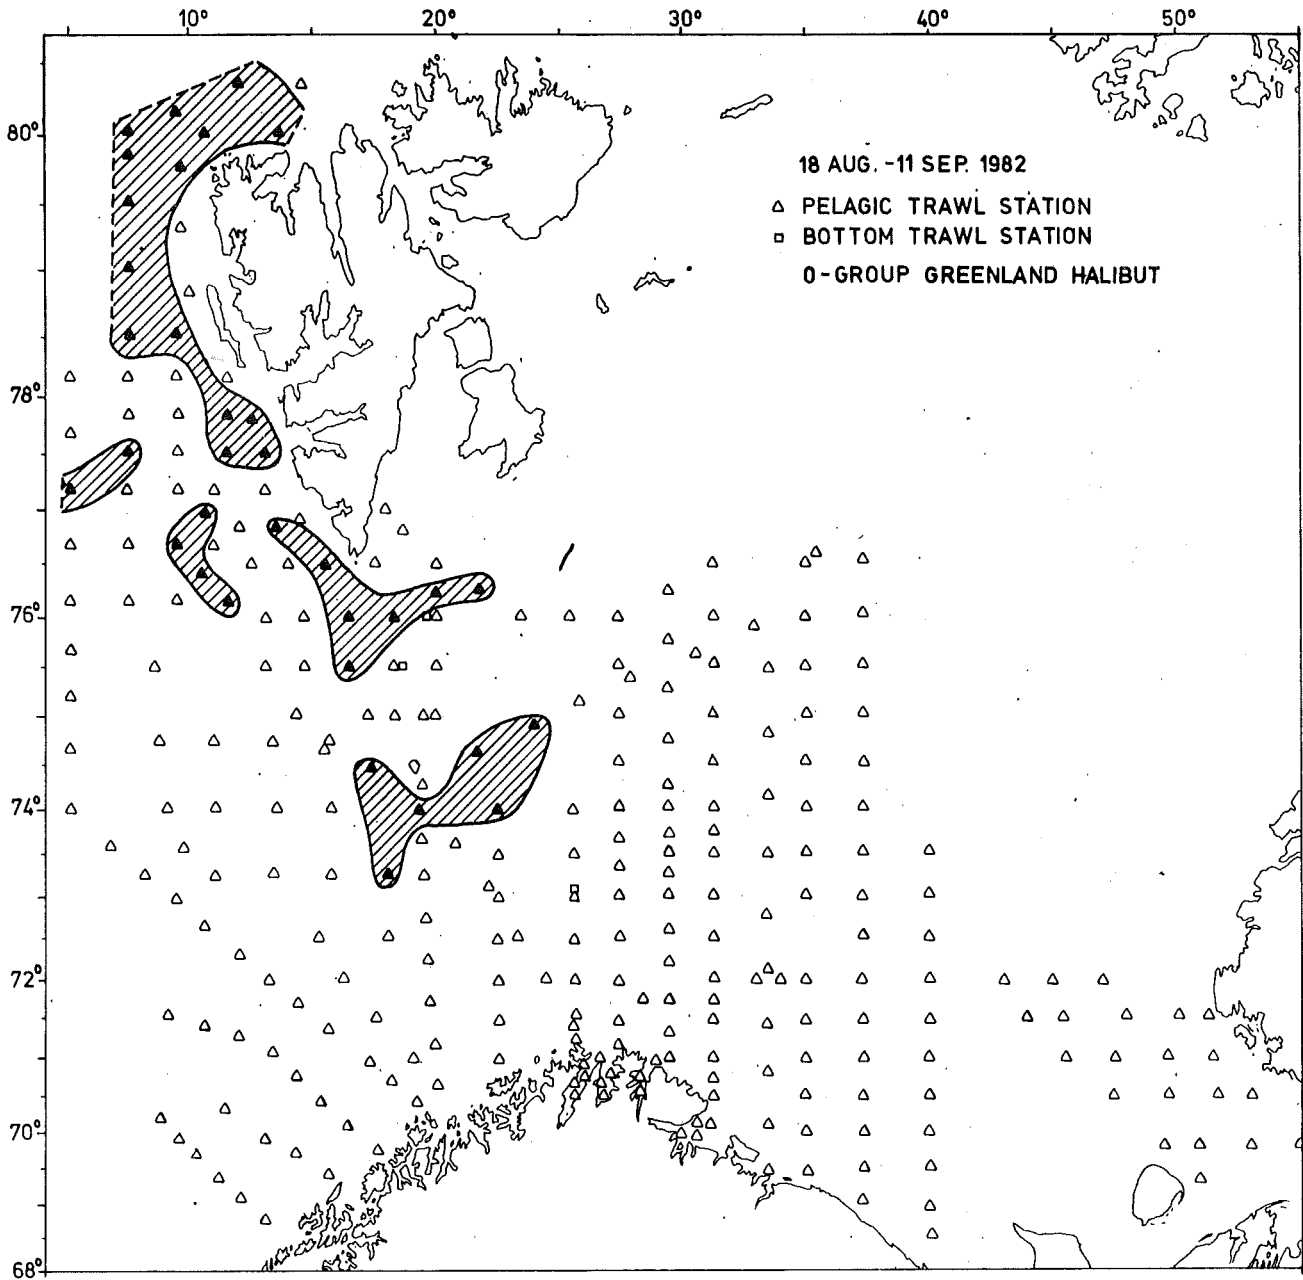 10° 20° 30° 40° 50°
80°
18 AUG. -11 SEP. 1982
△ PELAGIC TRAWL STATION
□ BOTTOM TRAWL STATION
0-GROUP GREENLAND HALIBUT
78°
76°
74°
72°
70°
68°